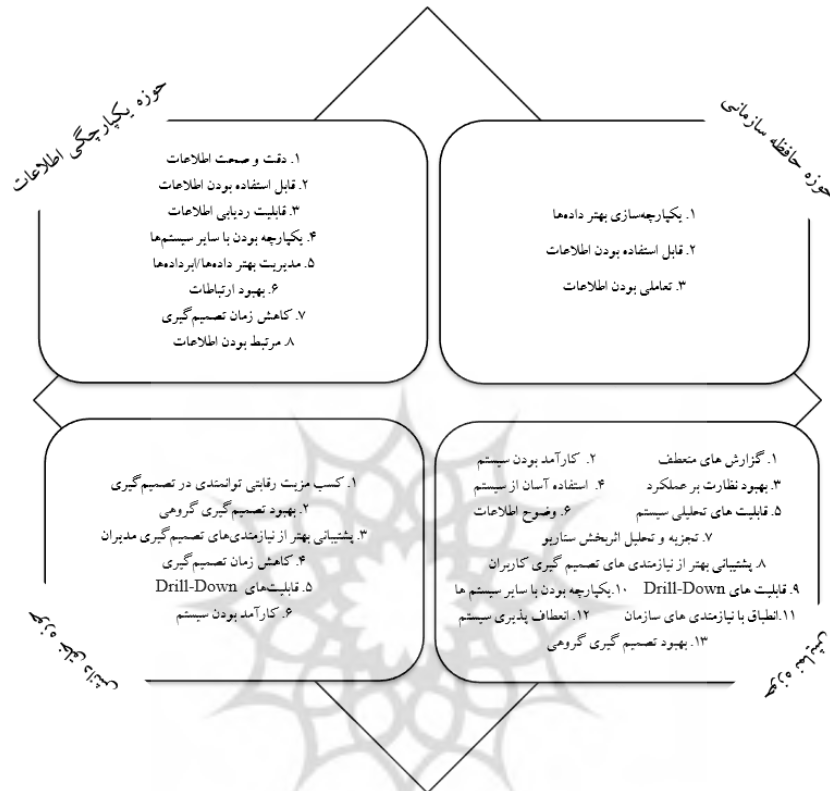 حوزه حافظه سازمانی
۱. یکپارچه‌سازی بهتر داده‌ها
۲. قابل استفاده بودن اطلاعات
۳. تعاملی بودن اطلاعات
حوزه یکپارچگی اطلاعات
۱. دقت و صحت اطلاعات
۲. قابل استفاده بودن اطلاعات
۳. قابلیت ردیابی اطلاعات
۴. یکپارچه بودن با سایر سیستم‌ها
۵. مدیریت بهتر داده‌ها/ابرداده‌ها
۶. بهبود ارتباطات
۷. کاهش زمان تصمیم‌گیری
۸. مرتبط بودن اطلاعات
۱. گزارش های منعطف ۲. کارآمد بودن سیستم
۳. بهبود نظارت بر عملکرد ۴. استفاده آسان از سیستم
۵. قابلیت های تحلیلی سیستم ۶. وضوح اطلاعات
۷. تجزیه و تحلیل اثربخش سناریو
۸. پشتیبانی بهتر از نیازمندی های تصمیم گیری کاربران
۹. قابلیت های Drill-Down ۱۰.یکپارچه بودن با سایر سیستم ها
۱۱.انطباق با نیازمندی های سازمان ۱۲. انعطاف پذیری سیستم
۱۳. بهبود تصمیم گیری گروهی
حوزه نمایش
۱. کسب مزیت رقابتی توانمندی در تصمیم‌گیری
۲. بهبود تصمیم‌گیری گروهی
۳. پشتیبانی بهتر از نیازمندی‌های تصمیم‌گیری مدیران
۴. کاهش زمان تصمیم‌گیری
۵. قابلیت‌های Drill-Down
۶. کارآمد بودن سیستم
حوزه خلق دانش